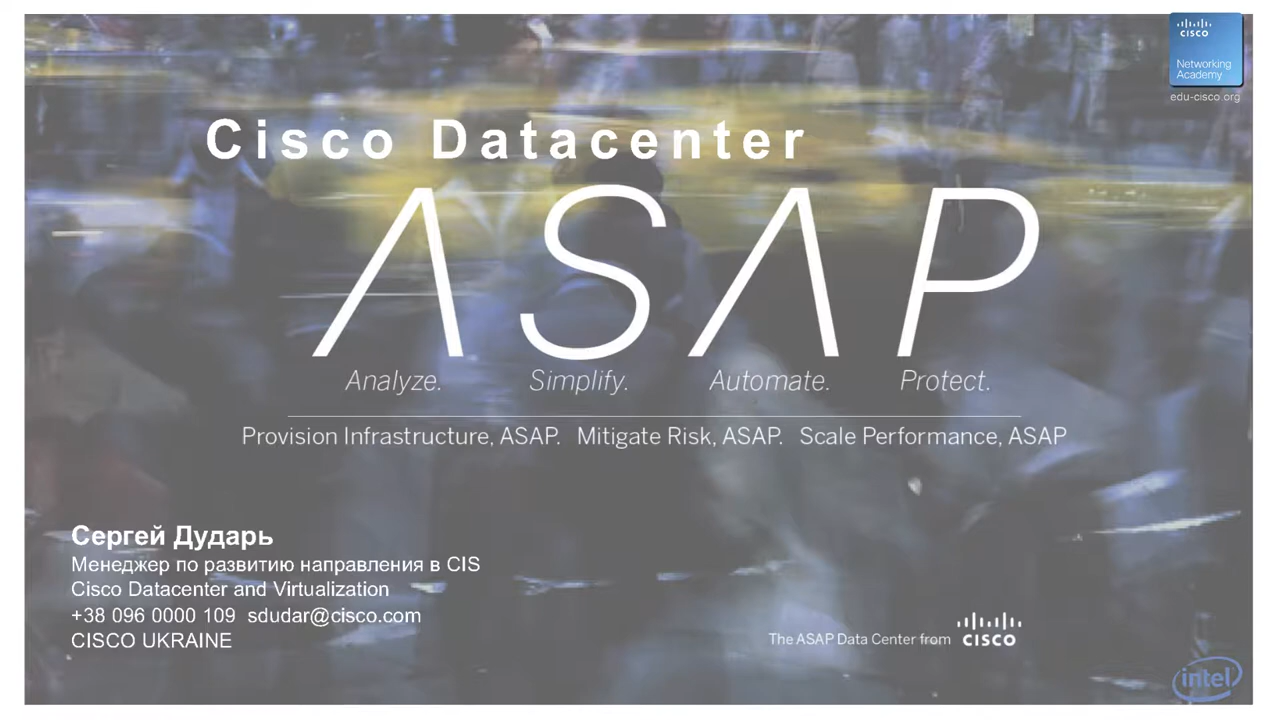 CISCO
Networking
Academy
edu-cisco.org
Cisco Datacenter
ASAP
Analyze. Simplify. Automate. Protect.
Provision Infrastructure, ASAP. Mitigate Risk, ASAP. Scale Performance, ASAP
Сергей Дударь
Менеджер по развитию направления в CIS
Cisco Datacenter and Virtualization
+38 096 0000 109 sdudar@cisco.com
CISCO UKRAINE
The ASAP Data Center from CISCO
intel